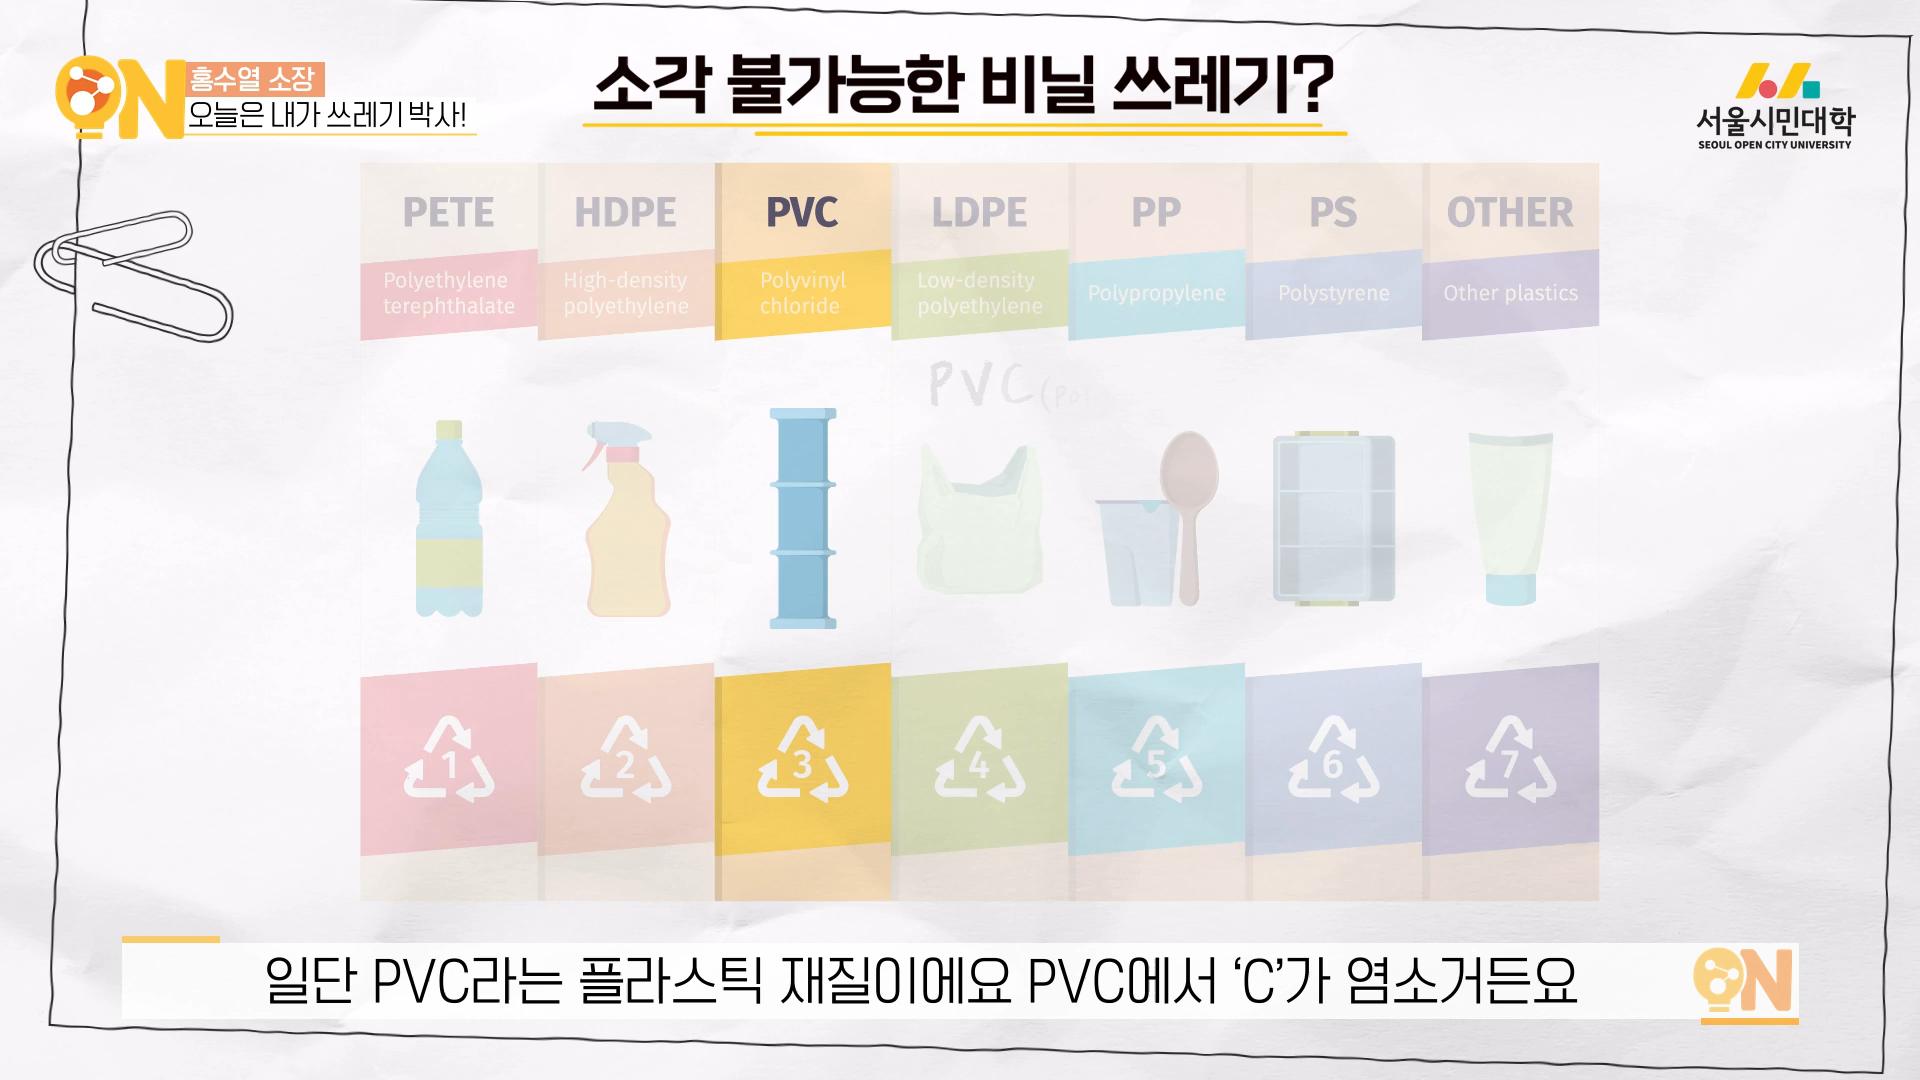 ON 홍수열 소장
오늘은 내가 쓰레기 박사!
소각 불가능한 비닐 쓰레기?
서울시민대학
SEOUL OPEN CITY UNIVERSITY
PETE HDPE PVC LDPE PP PS OTHER
Polyethylene terephthalate
High-density polyethylene
Polyvinyl chloride
Low-density polyethylene
Polypropylene
Polystyrene
Other plastics
PVC
1 2 3 4 5 6 7
일단 PVC라는 플라스틱 재질이에요 PVC에서 ‘C’가 염소거든요
ON